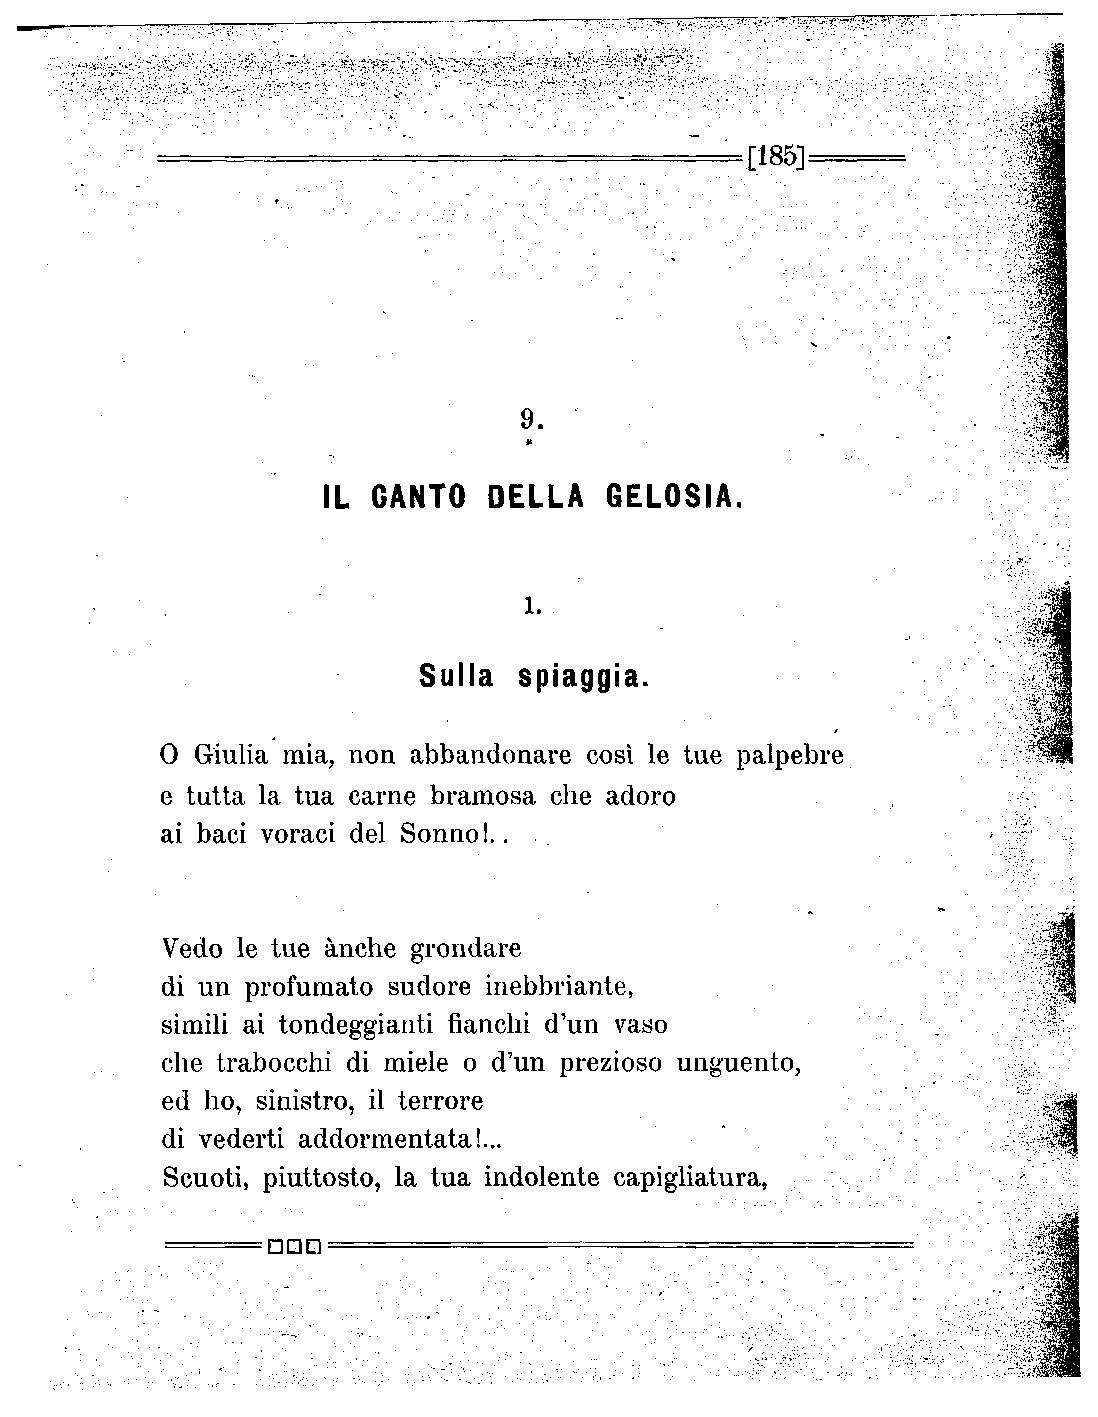 [185]
9.
IL CANTO DELLA GELOSIA.
1.
Sulla spiaggia.
O Giulia mia, non abbandonare così le tue palpebre
e tutta la tua carne bramosa che adoro
ai baci voraci del Sonno!..
Vedo le tue ànche grondare
di un profumato sudore inebbriante,
simili ai tondeggianti fianchi d'un vaso
che trabocchi di miele o d'un prezioso unguento,
ed ho, sinistro, il terrore
di vederti addormentata!...
Scuoti, piuttosto, la tua indolente capigliatura,